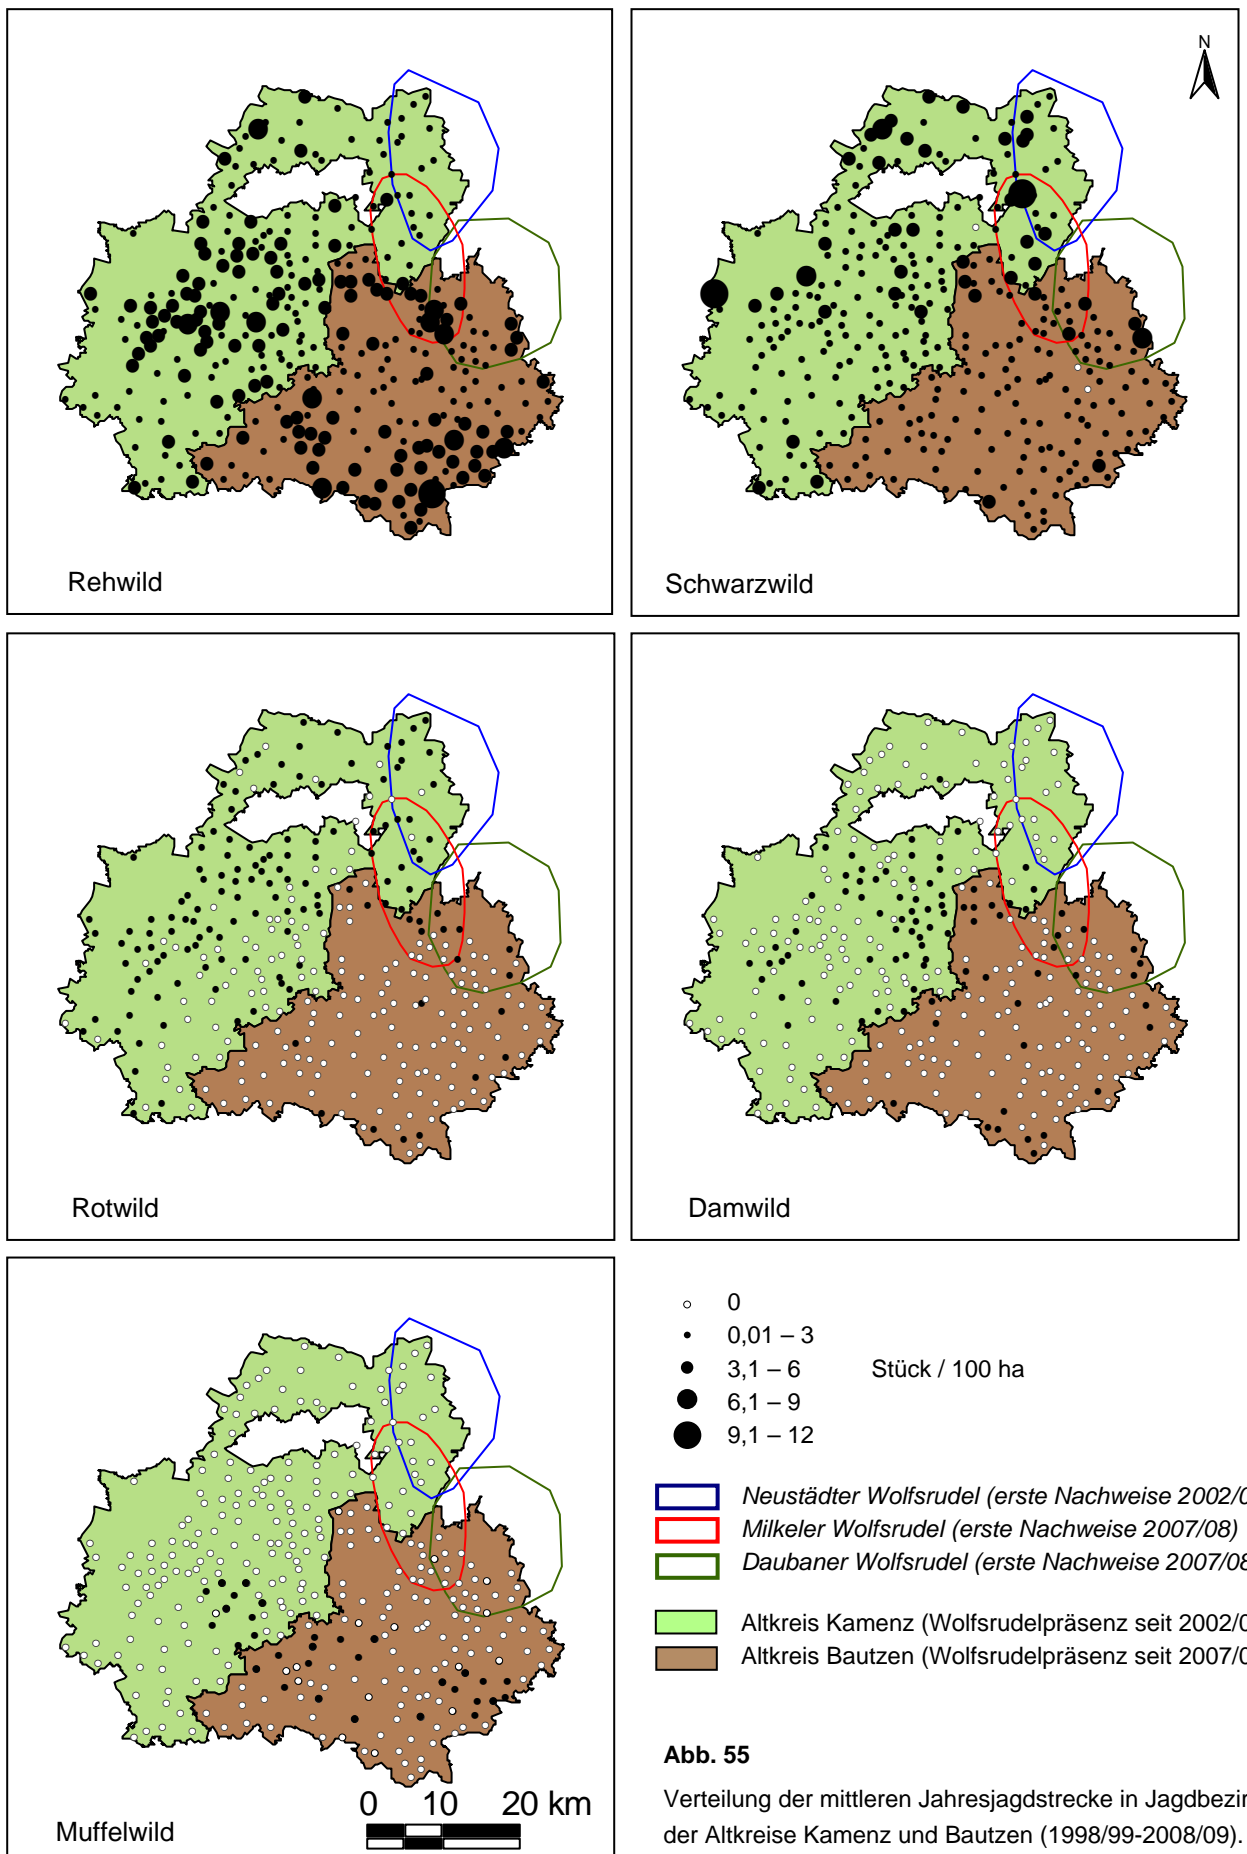 N
Rehwild
Schwarzwild
Rotwild
Damwild
0
0,01 – 3
3,1 – 6 Stück / 100 ha
6,1 – 9
9,1 – 12
Neustädter Wolfsrudel (erste Nachweise 2002/0
Milkeler Wolfsrudel (erste Nachweise 2007/08)
Daubaner Wolfsrudel (erste Nachweise 2007/08
Altkreis Kamenz (Wolfsrudelpräsenz seit 2002/0
Altkreis Bautzen (Wolfsrudelpräsenz seit 2007/0
Abb. 55
Verteilung der mittleren Jahresjagdstrecke in Jagdbezir
der Altkreise Kamenz und Bautzen (1998/99-2008/09).
0 10 20 km
Muffelwild